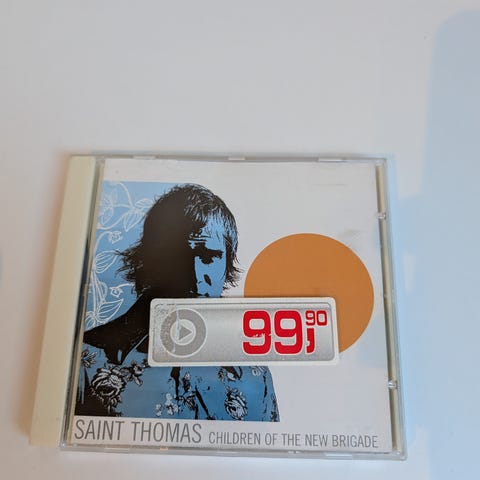 99,90
SAINT THOMAS CHILDREN OF THE NEW BRIGADE